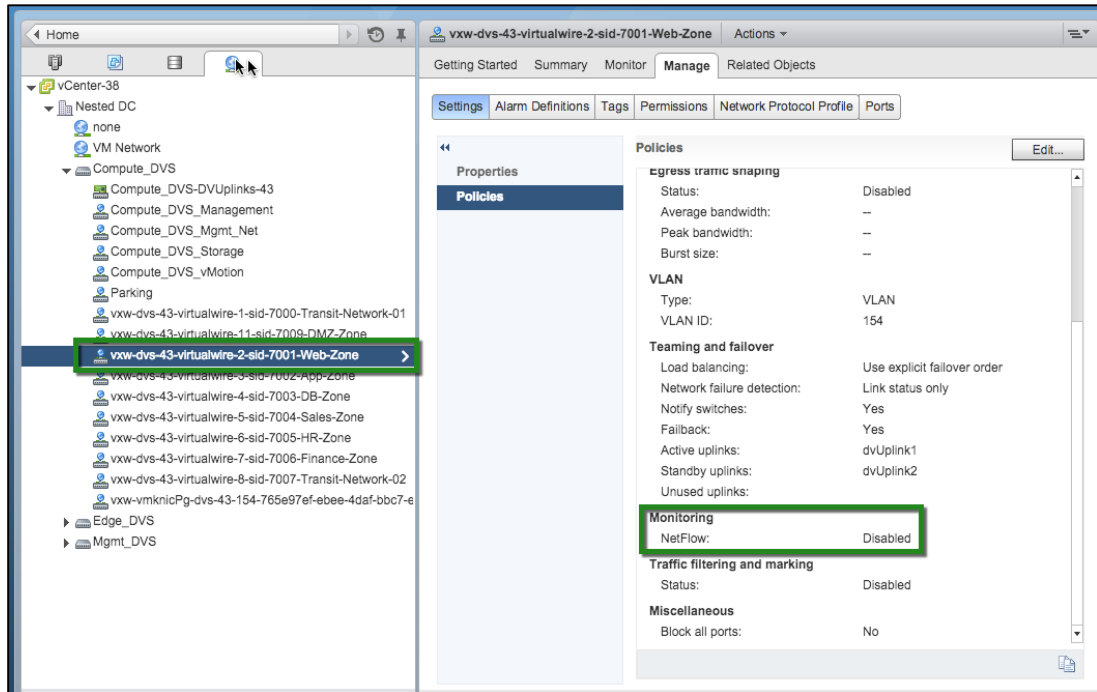 Home
vCenter-38
Nested DC
none
VM Network
Compute_DVS
Compute_DVS-DVUplinks-43
Compute_DVS_Management
Compute_DVS_Mgmt_Net
Compute_DVS_Storage
Compute_DVS_vMotion
Parking
vxw-dvs-43-virtualwire-1-sid-7000-Transit-Network-01
vxw-dvs-43-virtualwire-11-sid-7009-DMZ-Zone
vxw-dvs-43-virtualwire-2-sid-7001-Web-Zone
vxw-dvs-43-virtualwire-3-sid-7002-App-Zone
vxw-dvs-43-virtualwire-4-sid-7003-DB-Zone
vxw-dvs-43-virtualwire-5-sid-7004-Sales-Zone
vxw-dvs-43-virtualwire-6-sid-7005-HR-Zone
vxw-dvs-43-virtualwire-7-sid-7006-Finance-Zone
vxw-dvs-43-virtualwire-8-sid-7007-Transit-Network-02
vxw-vmknicPg-dvs-43-154-765e97ef-ebee-4daf-bbc7-e
Edge_DVS
Mgmt_DVS
vxw-dvs-43-virtualwire-2-sid-7001-Web-Zone Actions
Getting Started Summary Monitor Manage Related Objects
Settings Alarm Definitions Tags Permissions Network Protocol Profile Ports
Properties
Policies
Policies Edit...
Egress traffic shaping
Status: Disabled
Average bandwidth: --
Peak bandwidth: --
Burst size: --
VLAN
Type: VLAN
VLAN ID: 154
Teaming and failover
Load balancing: Use explicit failover order
Network failure detection: Link status only
Notify switches: Yes
Failback: Yes
Active uplinks: dvUplink1
Standby uplinks: dvUplink2
Unused uplinks:
Monitoring
NetFlow: Disabled
Traffic filtering and marking
Status: Disabled
Miscellaneous
Block all ports: No